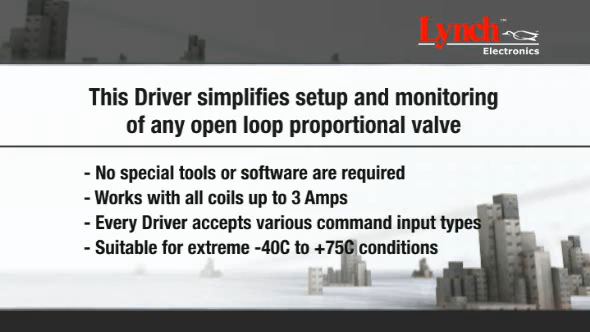 Lynch™
Electronics
This Driver simplifies setup and monitoring
of any open loop proportional valve
- No special tools or software are required
- Works with all coils up to 3 Amps
- Every Driver accepts various command input types
- Suitable for extreme -40C to +75C conditions